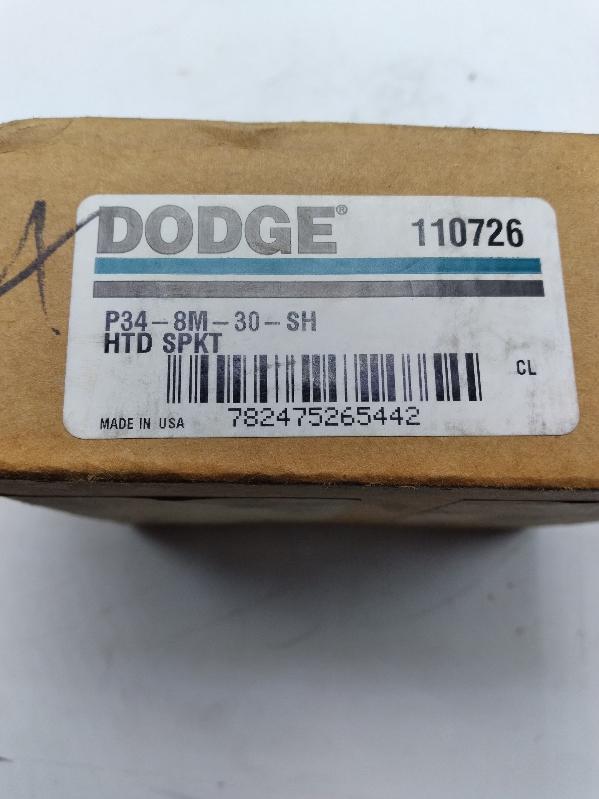 DODGE® 110726
P34-8M-30-SH
HTD SPKT
CL
MADE IN USA 782475265442